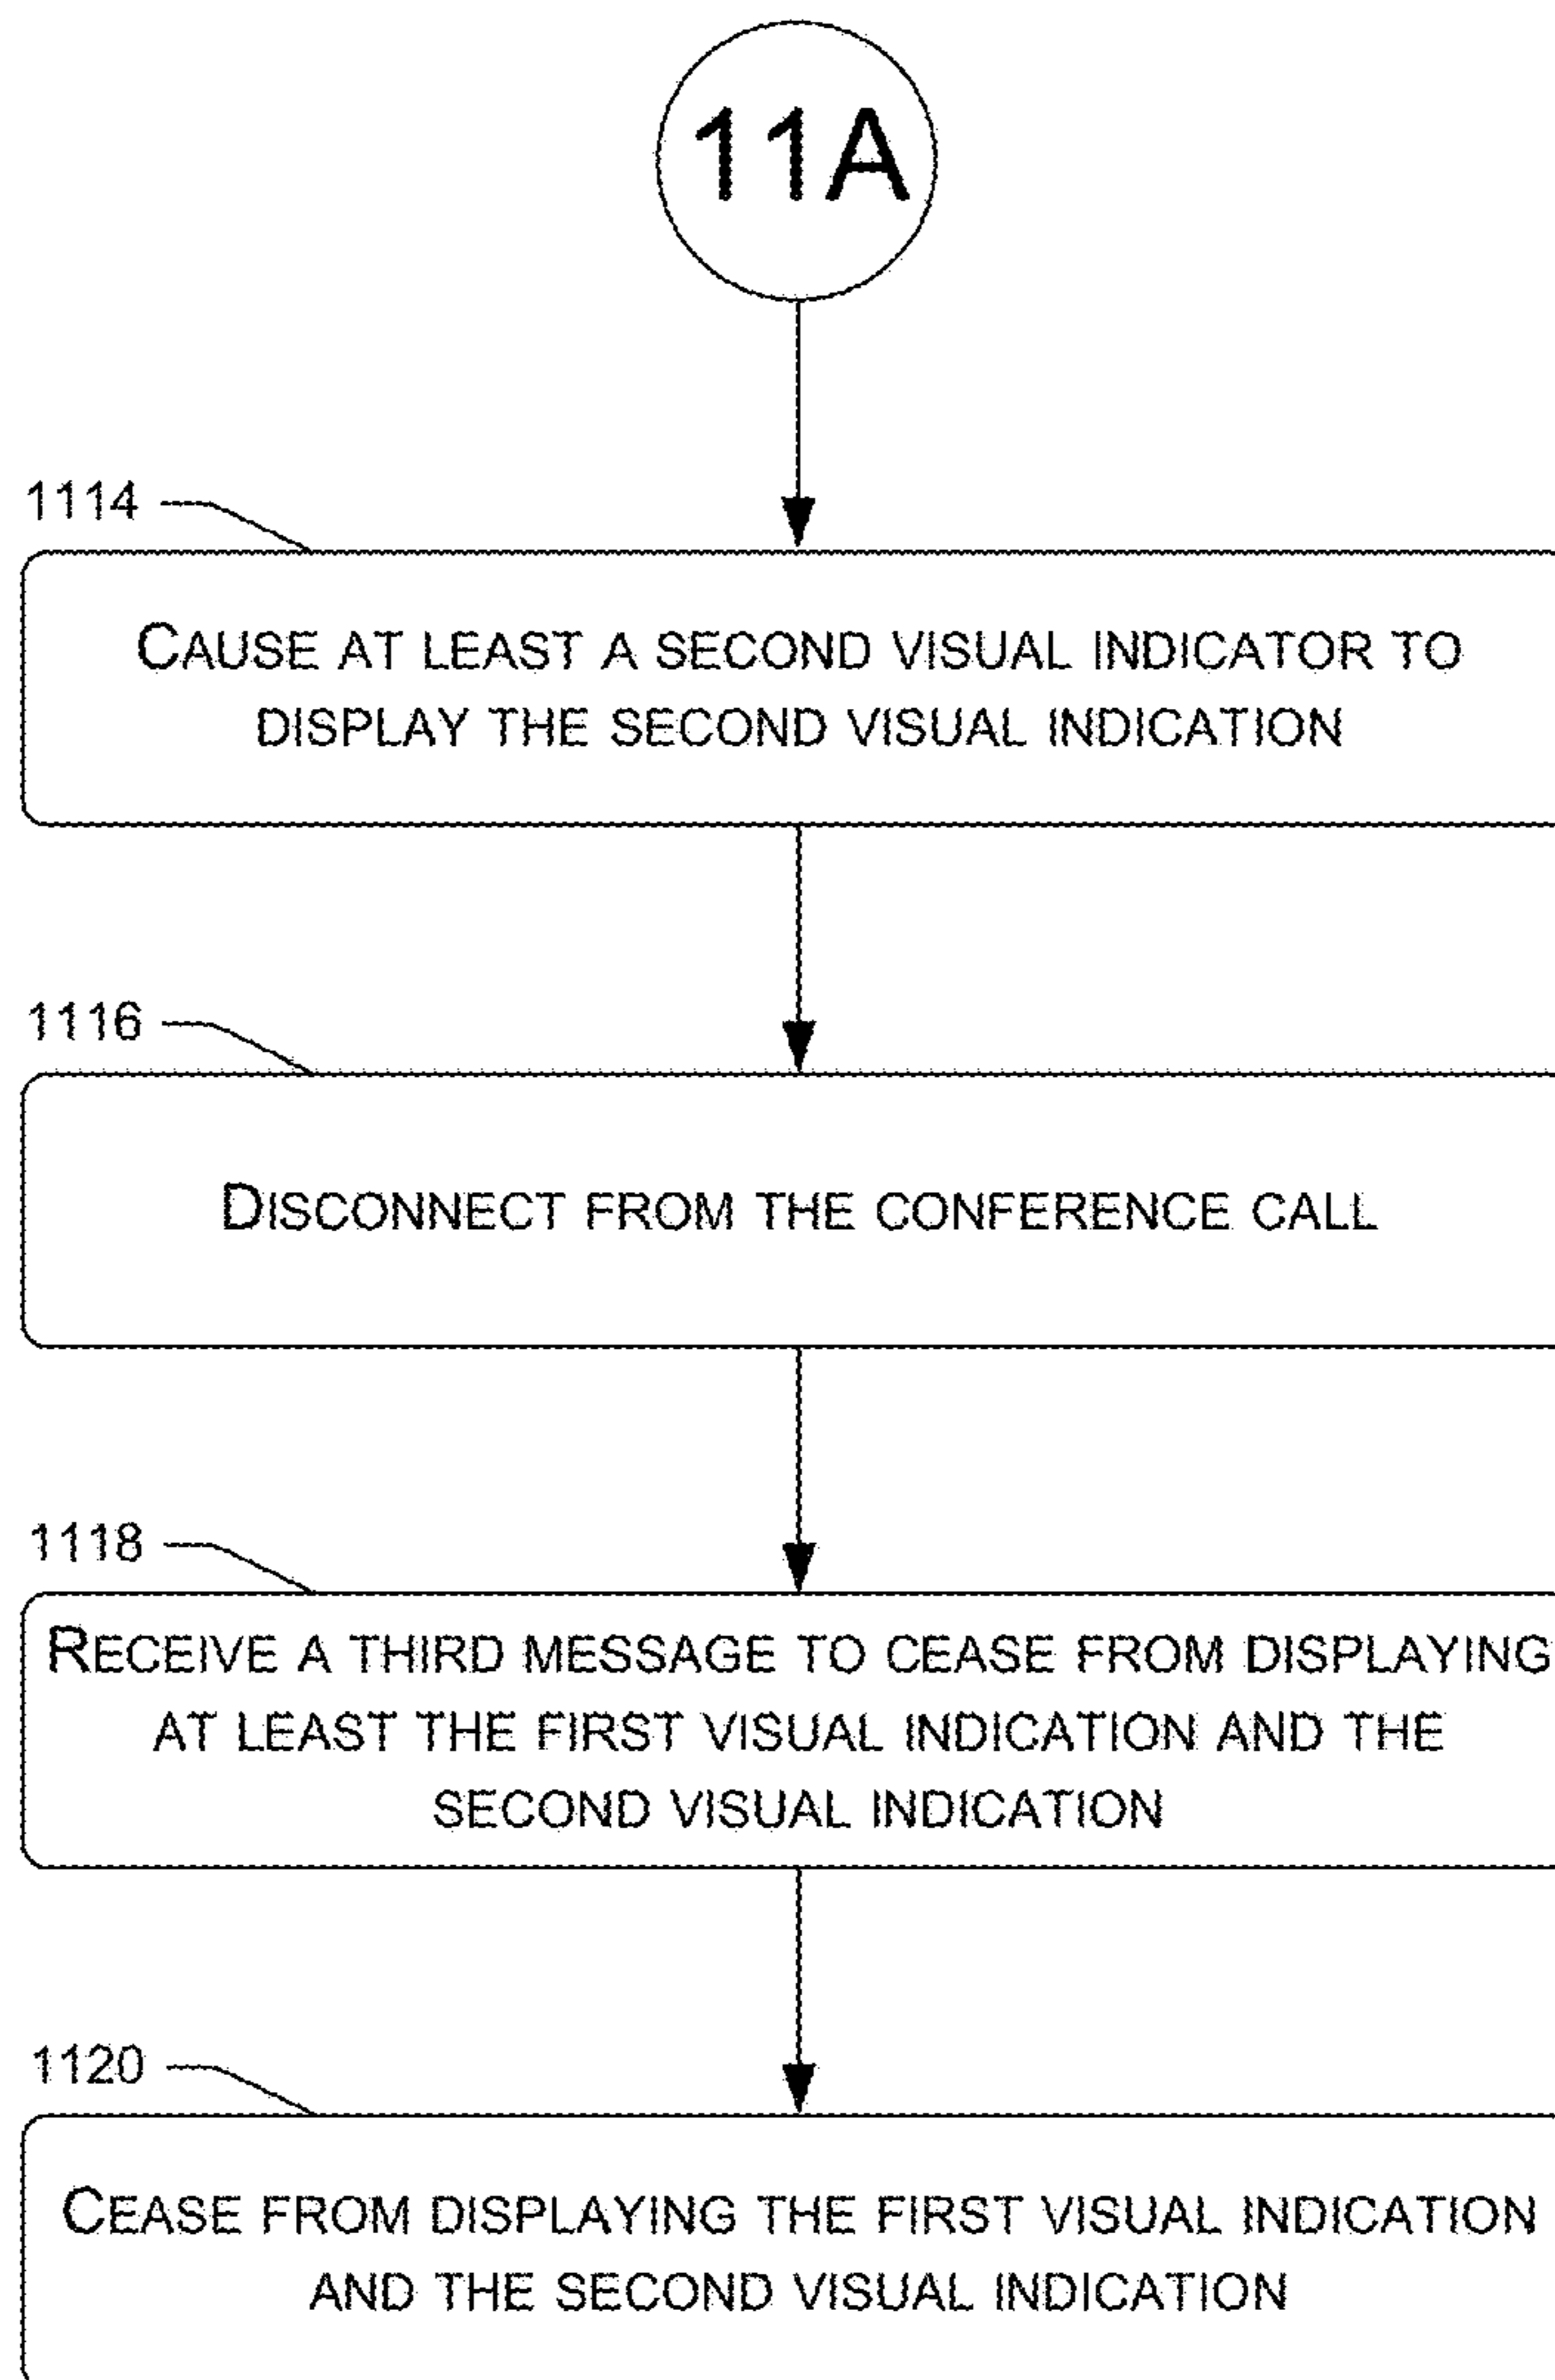 11A
1114
CAUSE AT LEAST A SECOND VISUAL INDICATOR TO
DISPLAY THE SECOND VISUAL INDICATION
1116
DISCONNECT FROM THE CONFERENCE CALL
1118
RECEIVE A THIRD MESSAGE TO CEASE FROM DISPLAYING
AT LEAST THE FIRST VISUAL INDICATION AND THE
SECOND VISUAL INDICATION
1120
CEASE FROM DISPLAYING THE FIRST VISUAL INDICATION
AND THE SECOND VISUAL INDICATION